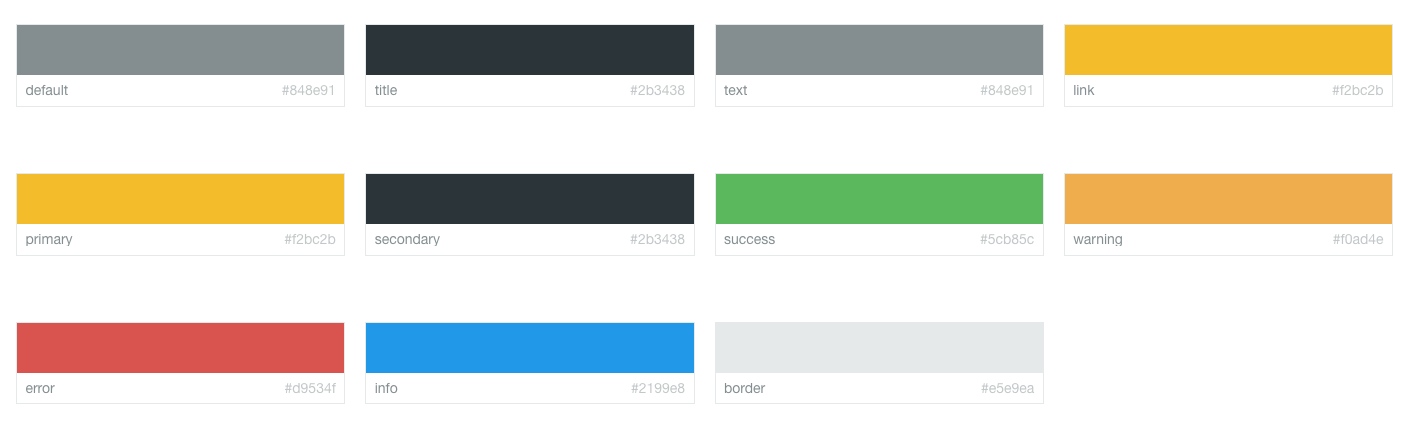 default #848e91
title #2b3438
text #848e91
link #f2bc2b
primary #f2bc2b
secondary #2b3438
success #5cb85c
warning #f0ad4e
error #d9534f
info #2199e8
border #e5e9ea